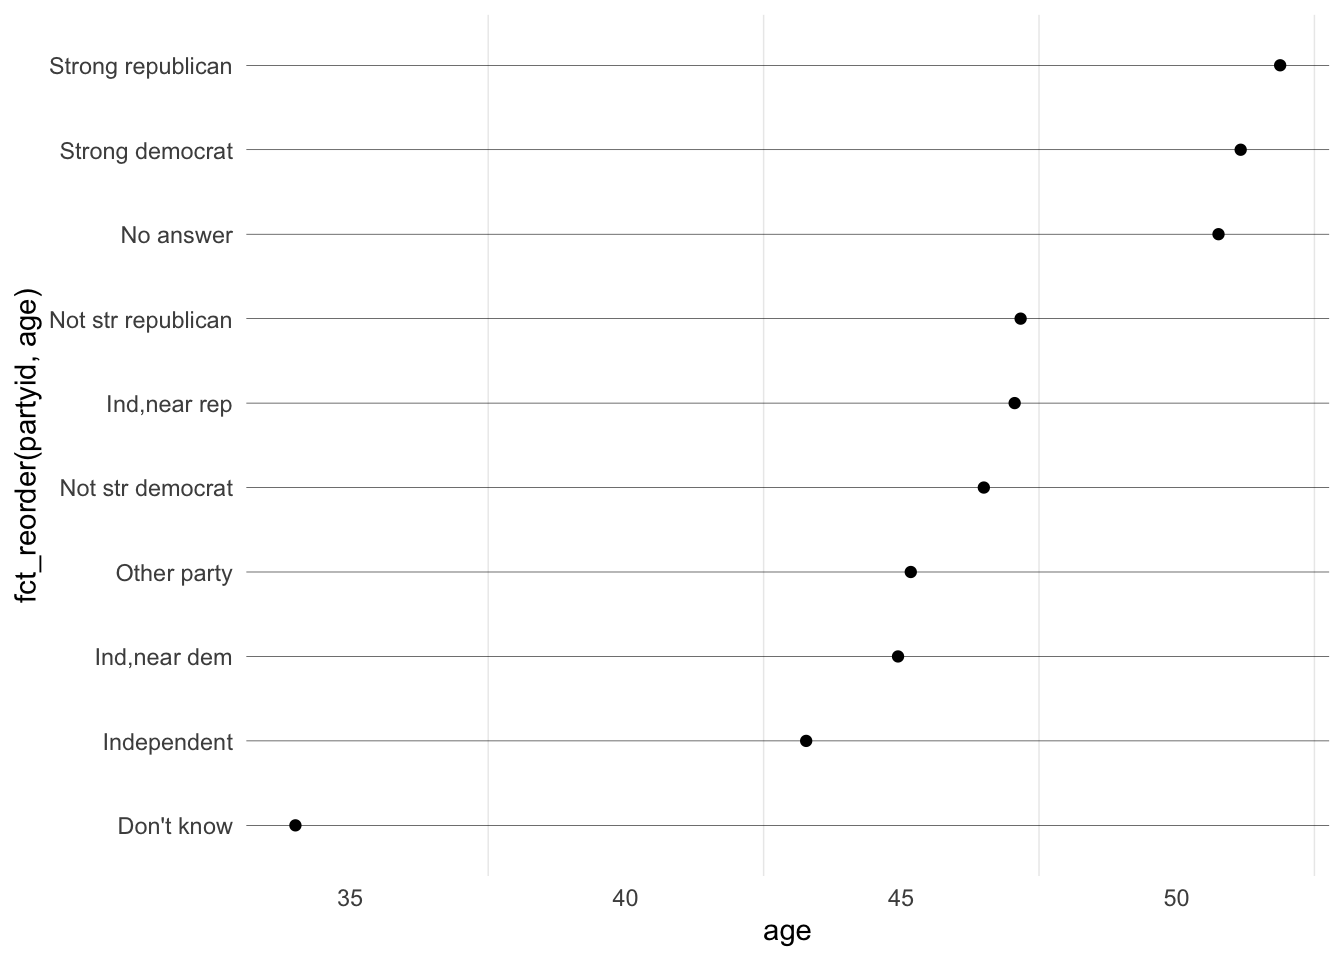 Strong republican
Strong democrat
No answer
Not str republican
Ind,near rep
Not str democrat
Other party
Ind,near dem
Independent
Don't know
fct_reorder(partyid, age)
35 40 45 50
age